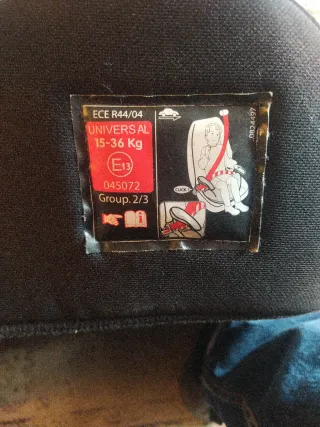 ECE R44/04
UNIVERSAL
15-36 Kg
E13
045072
Group. 2/3
CLICK